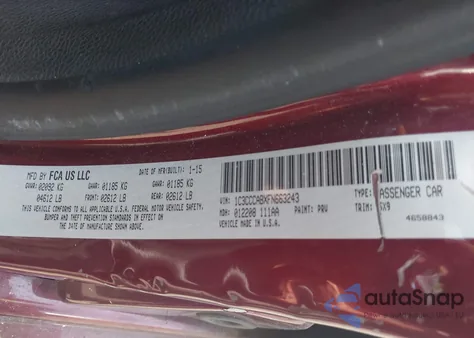 MFD BY FCA US LLC
DATE OF MFR(BUILT): 1-15
GVWR: 02092 KG GAWR 01185 KG GAWR 01185 KG
04612 LB FRONT: 02612 LB REAR: 02612 LB
THIS VEHICLE CONFORMS TO ALL APPLICABLE U.S.A. FEDERAL MOTOR VEHICLE SAFETY,
BUMPER AND THEFT PREVENTION STANDARDS IN EFFECT ON
THE DATE OF MANUFACTURE SHOWN ABOVE.
VIN: 1C3CCCABXFN663243
TYPE: PASSENGER CAR
MDH: 012208 111AA PAINT: PRV
TRIM: SX9
VEHICLE MADE IN U.S.A.
4658843
autoSnap